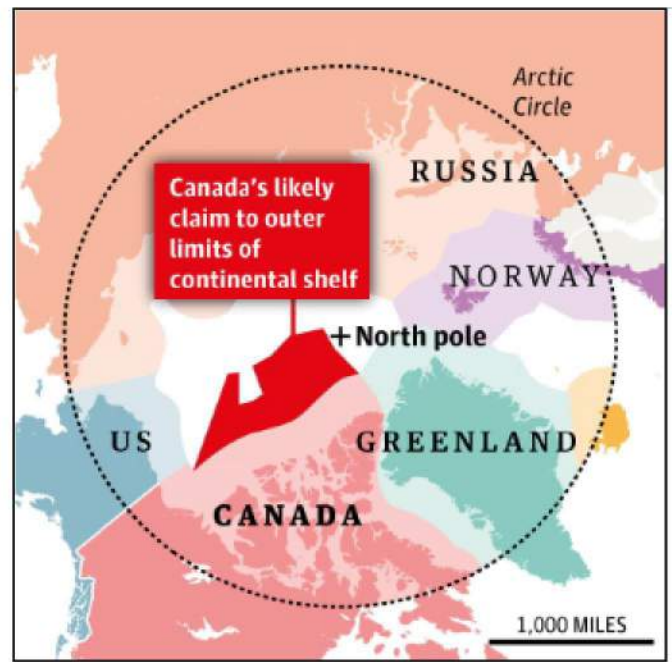 Arctic
Circle
RUSSIA
Canada's likely
claim to outer
limits of
continental shelf
NORWAY
+North pole
US
GREENLAND
CANADA
1,000 MILES